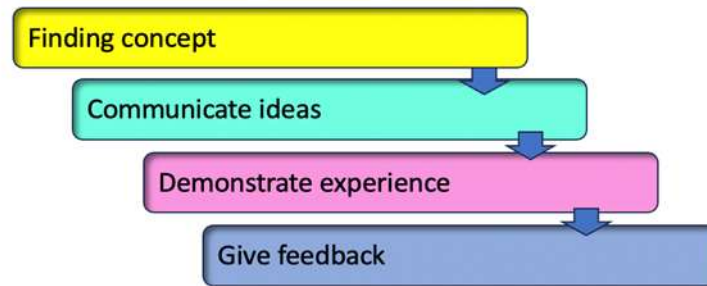 Finding concept
Communicate ideas
Demonstrate experience
Give feedback